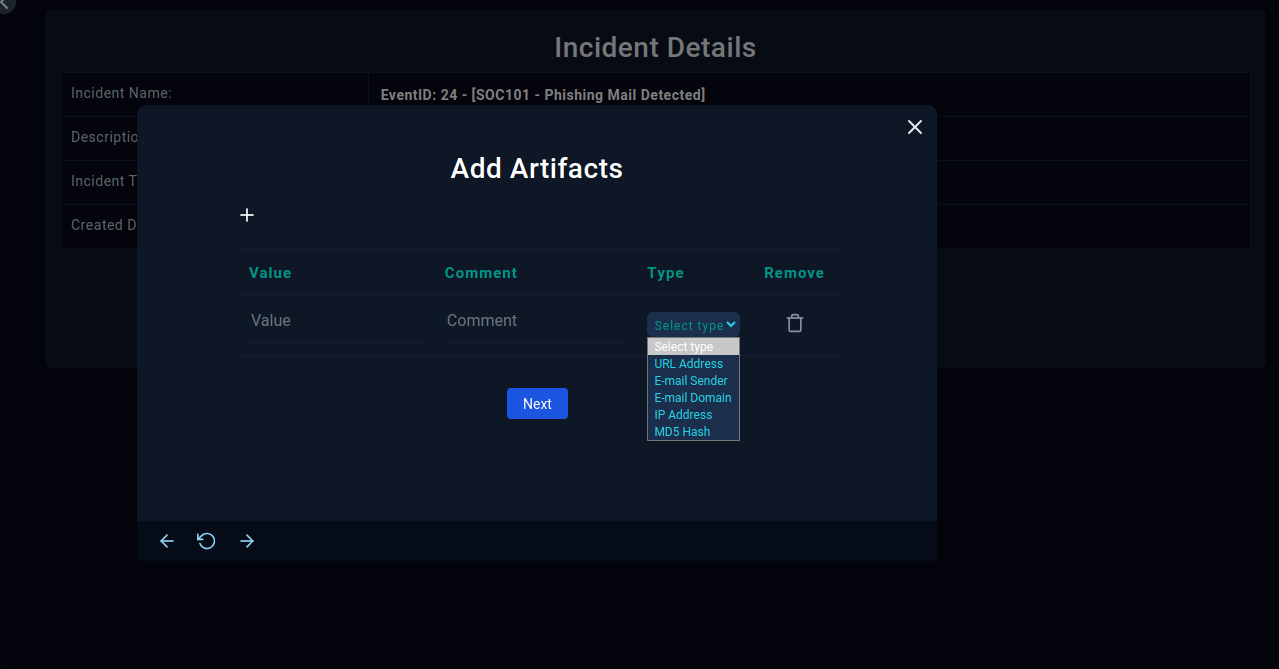 Incident Details
Incident Name: EventID: 24 - [SOC101 - Phishing Mail Detected]
Descriptio
Incident T
Created D
Add Artifacts
Value Comment Type Remove
Value Comment Select type
Select type
URL Address
E-mail Sender
E-mail Domain
IP Address
MD5 Hash
Next